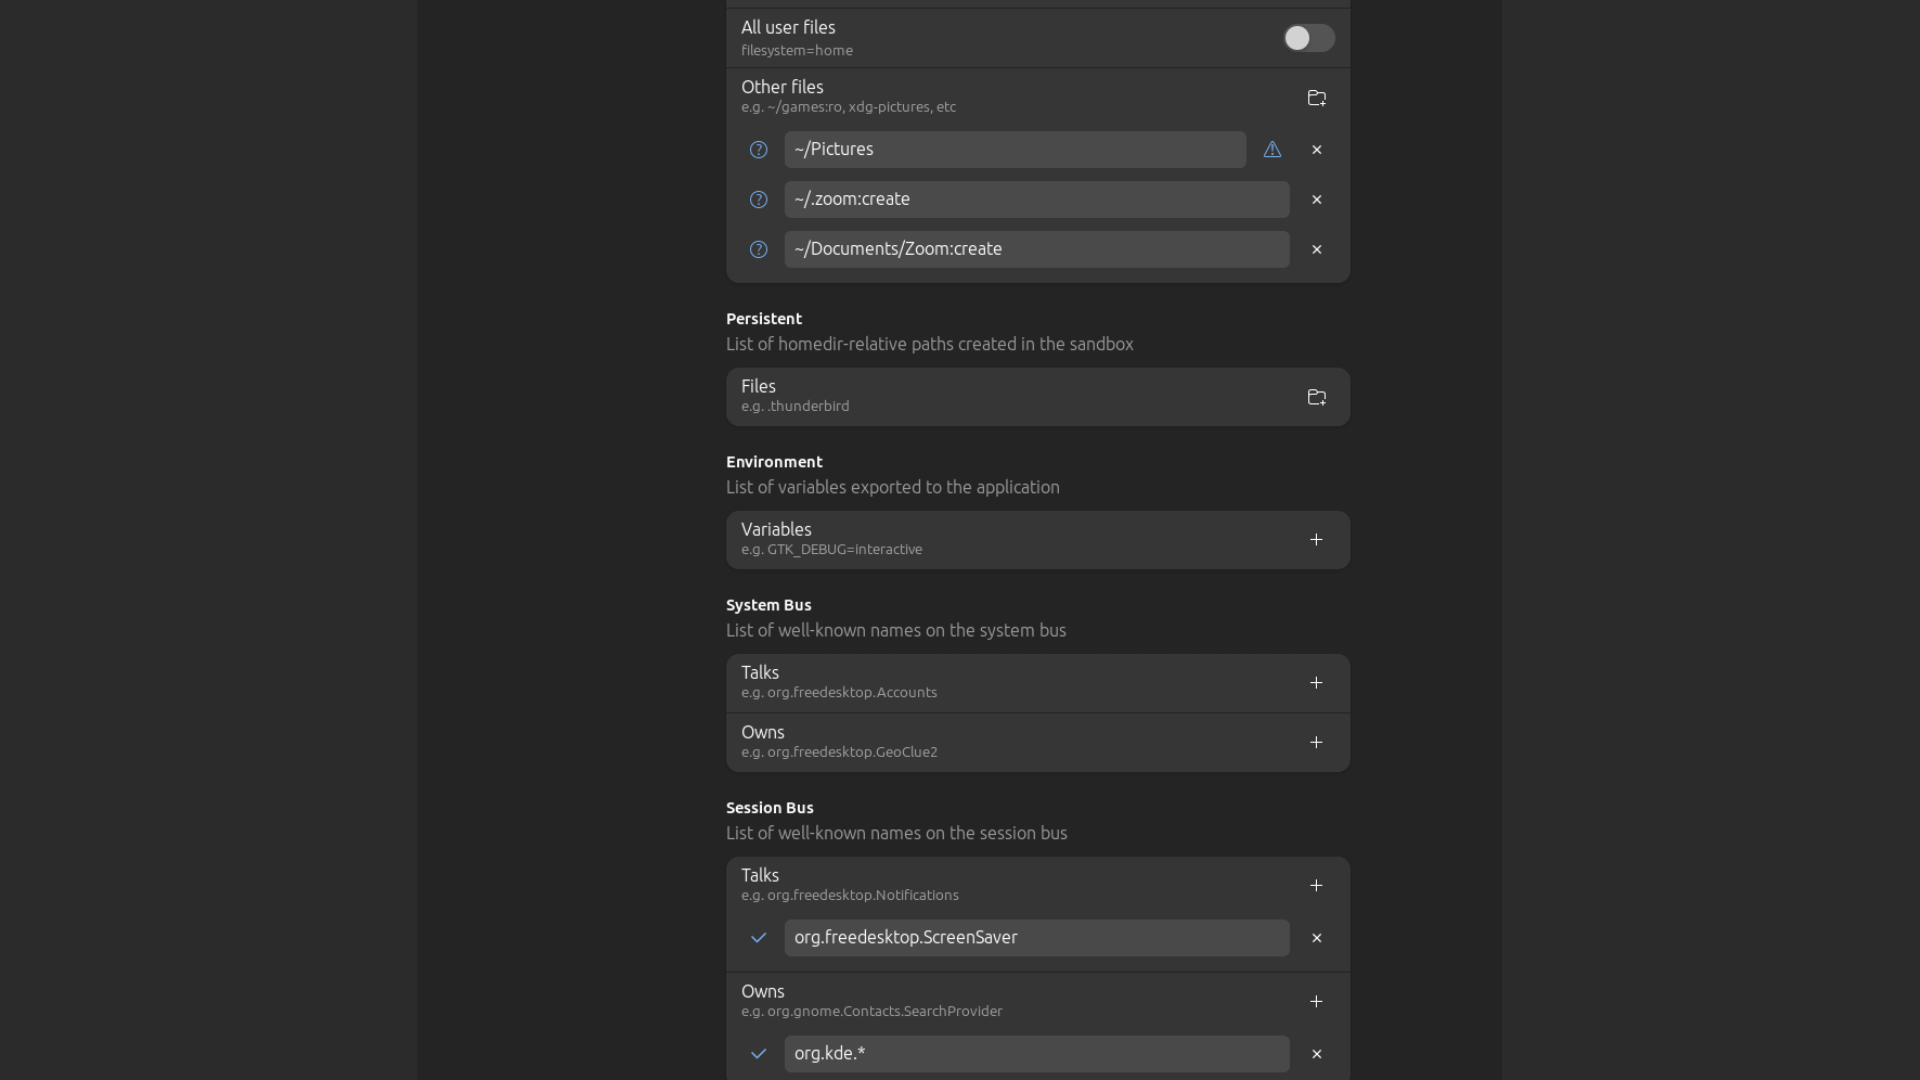 All user files
filesystem=home
Other files
e.g. ~/games:ro, xdg-pictures, etc
~/Pictures
~/.zoom:create
~/Documents/Zoom:create
Persistent
List of homedir-relative paths created in the sandbox
Files
e.g. .thunderbird
Environment
List of variables exported to the application
Variables
e.g. GTK_DEBUG=interactive
System Bus
List of well-known names on the system bus
Talks
e.g. org.freedesktop.Accounts
Owns
e.g. org.freedesktop.GeoClue2
Session Bus
List of well-known names on the session bus
Talks
e.g. org.freedesktop.Notifications
org.freedesktop.ScreenSaver
Owns
e.g. org.gnome.Contacts.SearchProvider
org.kde.*